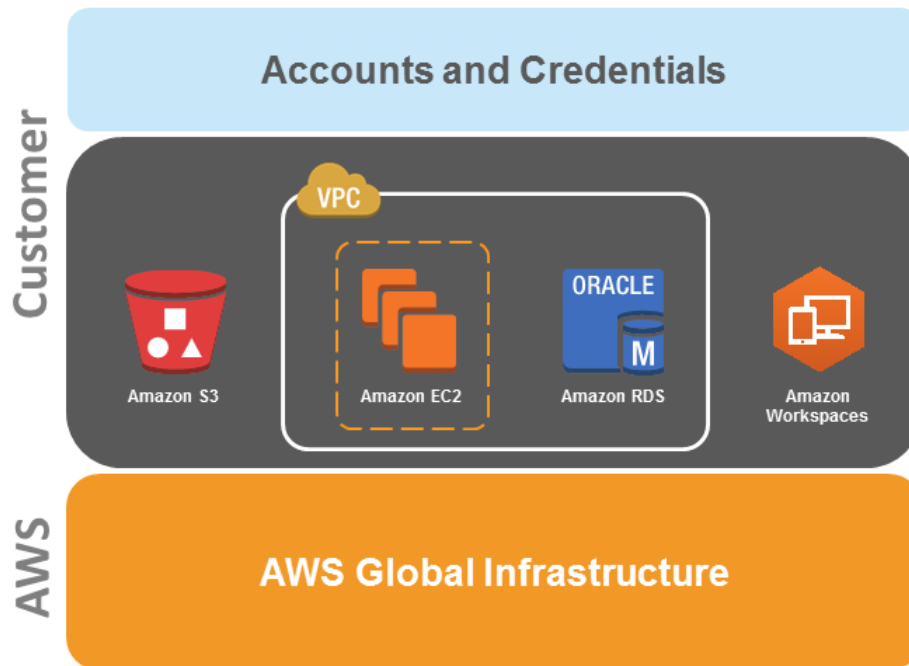 Accounts and Credentials
Customer
VPC
ORACLE
M
Amazon S3
Amazon EC2
Amazon RDS
Amazon
Workspaces
AWS
AWS Global Infrastructure